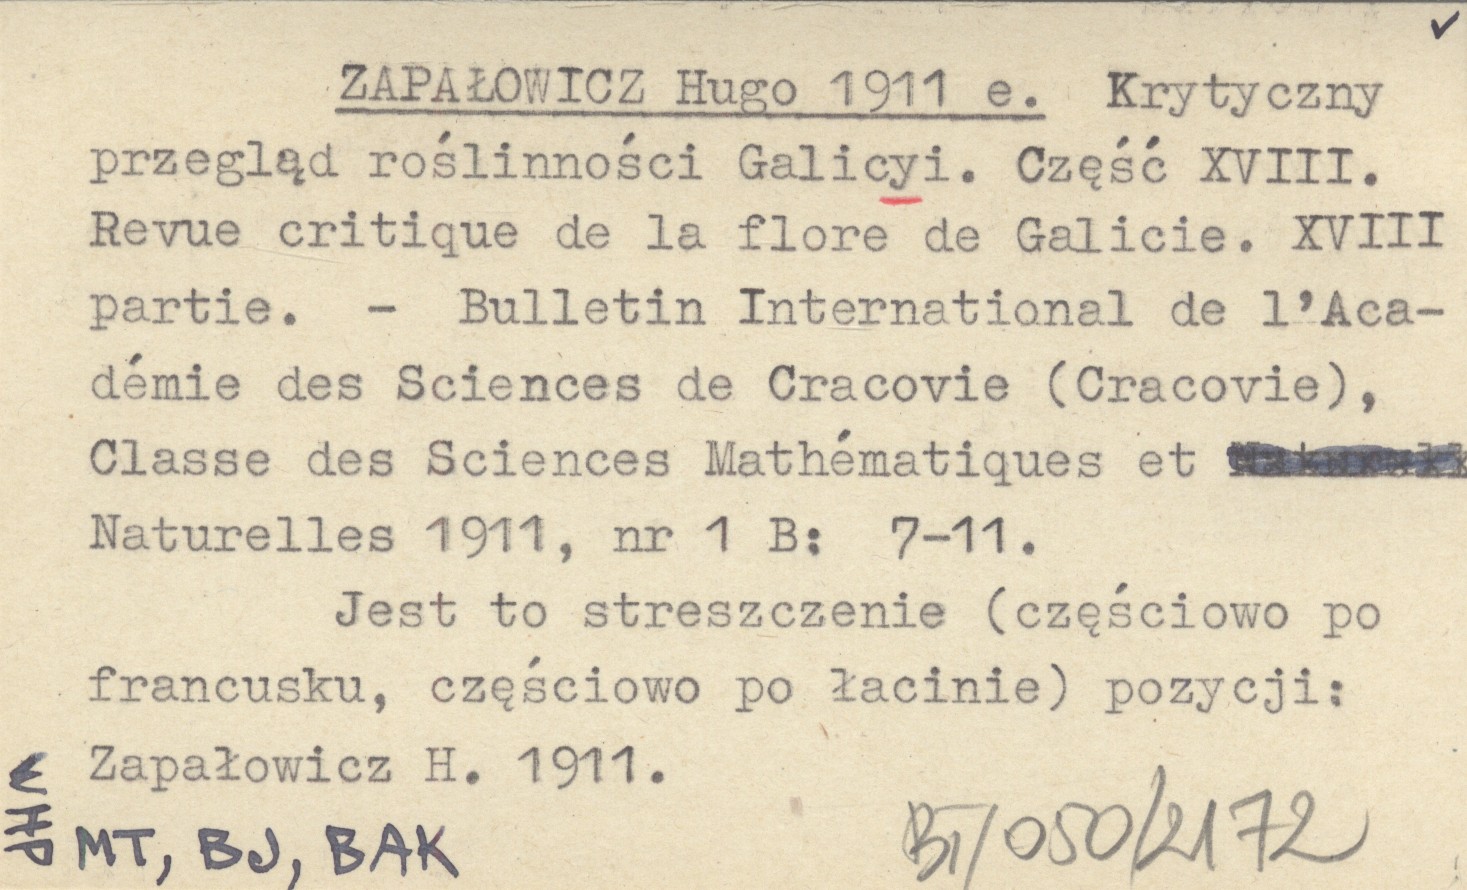 ZAPAŁOWICZ Hugo 1911 e. Krytyczny
przegląd roślinności Galicyi. Część XVIII.
Revue critique de la flore de Galicie. XVIII
partie. - Bulletin International de l'Aca-
démie des Sciences de Cracovie (Cracovie),
Classe des Sciences Mathématiques et
Naturelles 1911, nr 1 B: 7-11.
Jest to streszczenie (częściowo po
francusku, częściowo po łacinie) pozycji:
Zapałowicz H. 1911.
MT, BJ, BAK
BT/050/2172